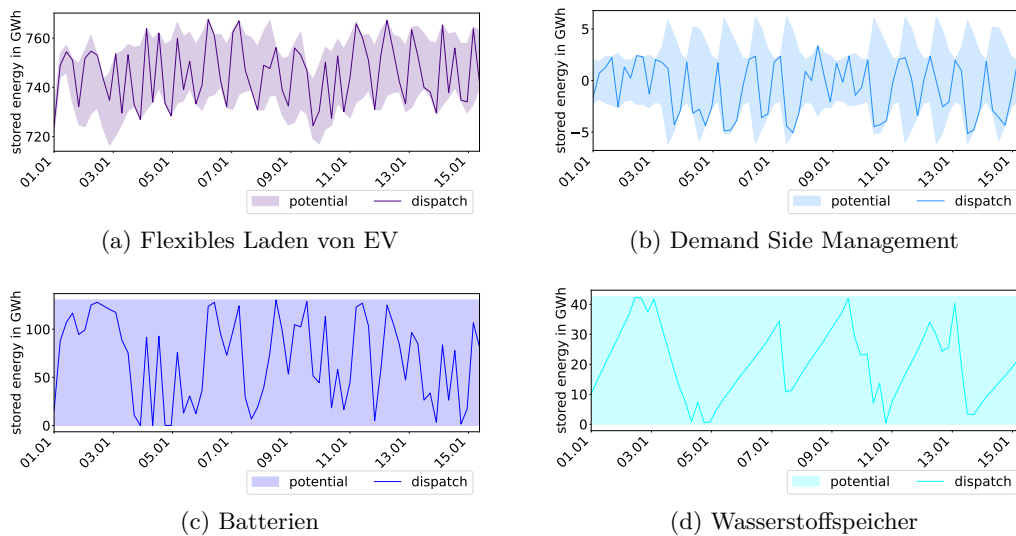 stored energy in GWh
760
740
720
01.01 03.01 05.01 07.01 09.01 11.01 13.01 15.01
potential dispatch
(a) Flexibles Laden von EV
stored energy in GWh
5
0
−5
01.01 03.01 05.01 07.01 09.01 11.01 13.01 15.01
potential dispatch
(b) Demand Side Management
stored energy in GWh
100
50
0
01.01 03.01 05.01 07.01 09.01 11.01 13.01 15.01
potential dispatch
(c) Batterien
stored energy in GWh
40
30
20
10
0
01.01 03.01 05.01 07.01 09.01 11.01 13.01 15.01
potential dispatch
(d) Wasserstoffspeicher